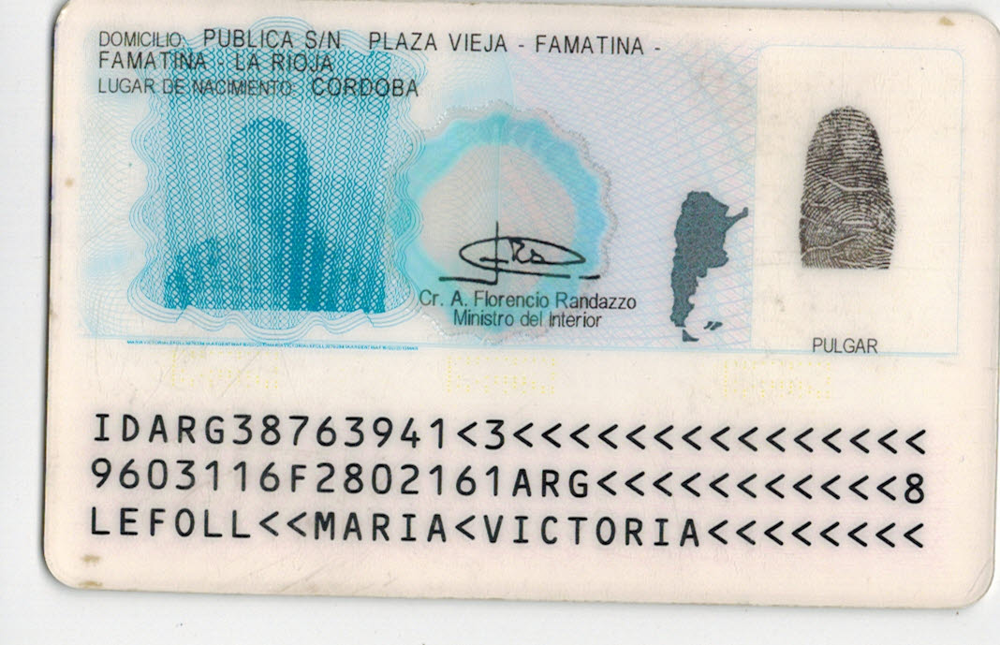 DOMICILIO: PUBLICA S/N PLAZA VIEJA - FAMATINA -
FAMATINA - LA RIOJA
LUGAR DE NACIMIENTO: CORDOBA
Cr. A. Florencio Randazzo
Ministro del Interior
PULGAR
IDARG38763941<3<<<<<<<<<<<<<<<
9603116F2802161ARG<<<<<<<<<<<8
LEFOLL<<MARIA<VICTORIA<<<<<<<<